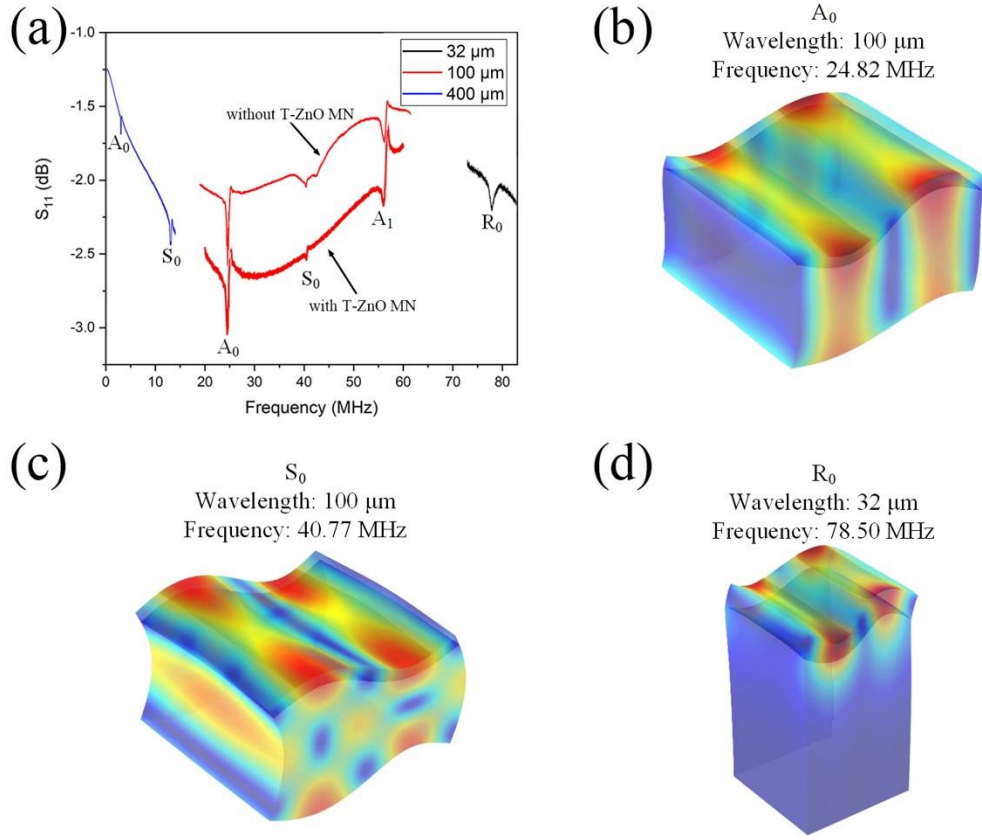 (a)
-1.0
-1.5
-2.0
-2.5
-3.0
S₁₁ (dB)
0 10 20 30 40 50 60 70 80
Frequency (MHz)
32 μm
100 μm
400 μm
without T-ZnO MN
with T-ZnO MN
A₀
S₀
A₀
S₀
A₁
R₀
(b)
A₀
Wavelength: 100 μm
Frequency: 24.82 MHz
(c)
S₀
Wavelength: 100 μm
Frequency: 40.77 MHz
(d)
R₀
Wavelength: 32 μm
Frequency: 78.50 MHz